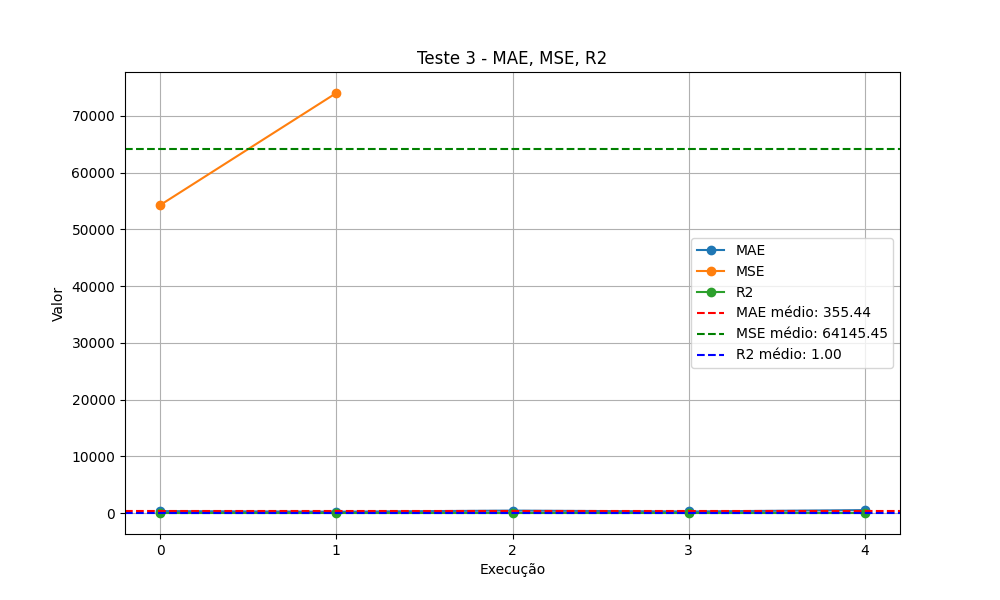 Teste 3 - MAE, MSE, R2
Valor
70000
60000
50000
40000
30000
20000
10000
0
MAE
MSE
R2
MAE médio: 355.44
MSE médio: 64145.45
R2 médio: 1.00
0 1 2 3 4
Execução